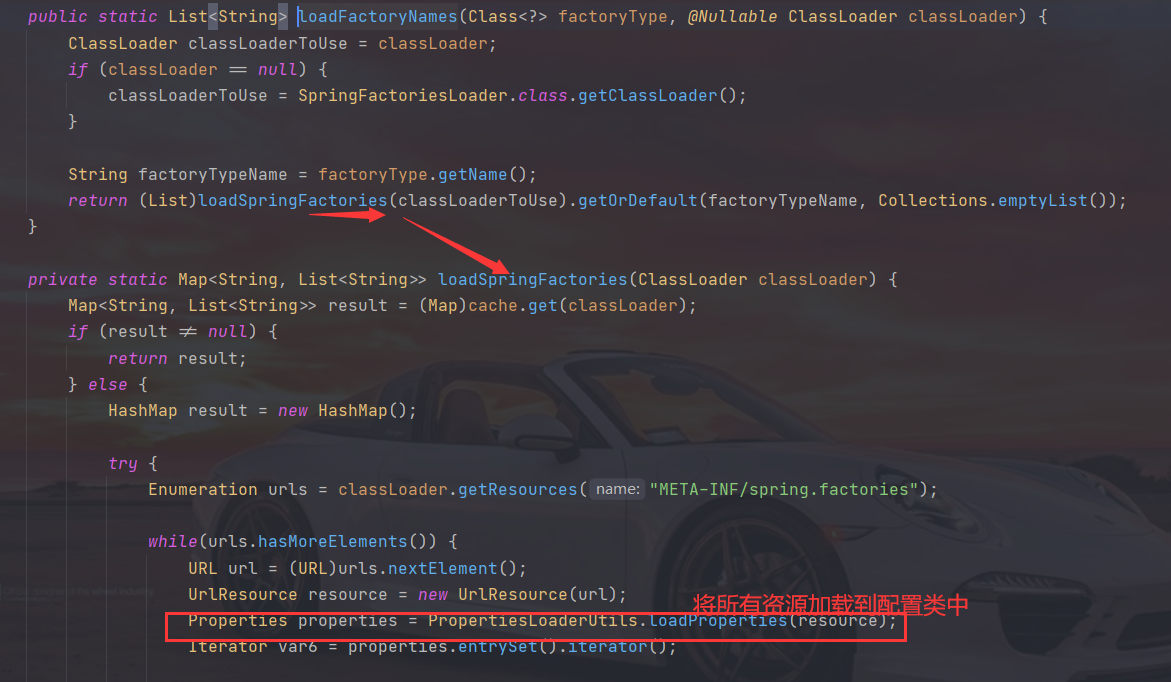 public static List<String> loadFactoryNames(Class<?> factoryType, @Nullable ClassLoader classLoader) {
ClassLoader classLoaderToUse = classLoader;
if (classLoader == null) {
classLoaderToUse = SpringFactoriesLoader.class.getClassLoader();
}
String factoryTypeName = factoryType.getName();
return (List)loadSpringFactories(classLoaderToUse).getOrDefault(factoryTypeName, Collections.emptyList());
}
private static Map<String, List<String>> loadSpringFactories(ClassLoader classLoader) {
Map<String, List<String>> result = (Map)cache.get(classLoader);
if (result != null) {
return result;
} else {
HashMap result = new HashMap();
try {
Enumeration urls = classLoader.getResources( name: "META-INF/spring.factories");
while(urls.hasMoreElements()) {
URL url = (URL)urls.nextElement();
UrlResource resource = new UrlResource(url);
将所有资源加载到配置类中
Properties properties = PropertiesLoaderUtils.loadProperties(resource);
Iterator var6 = properties.entrySet().iterator();